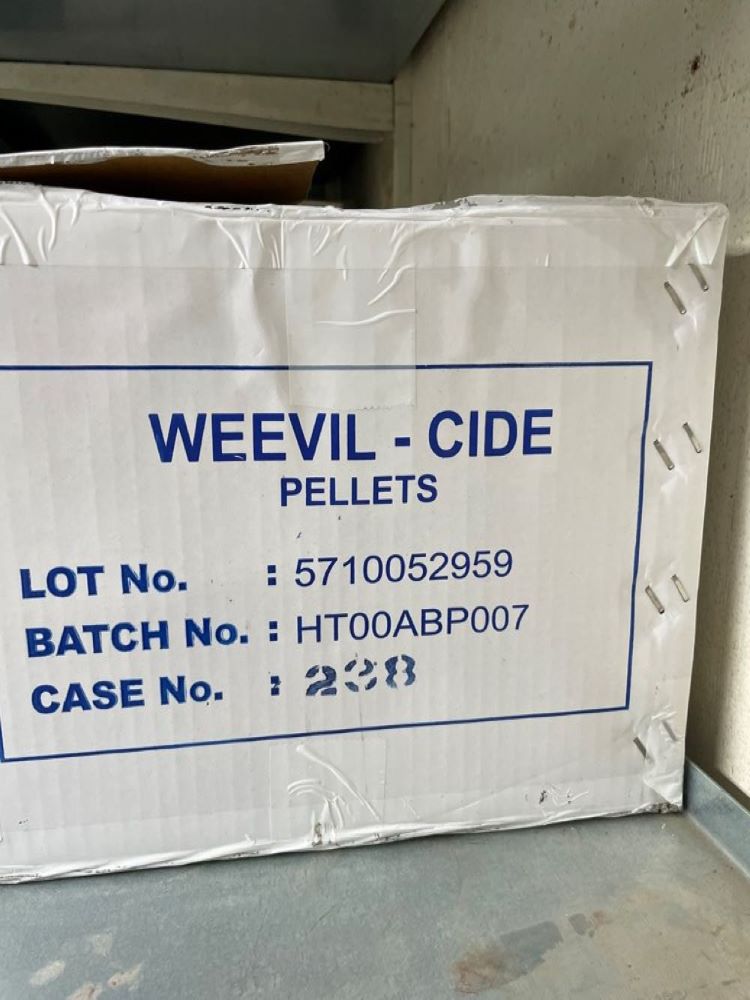 WEEVIL - CIDE
PELLETS
LOT No. : 5710052959
BATCH No. : HT00ABP007
CASE No. : 238